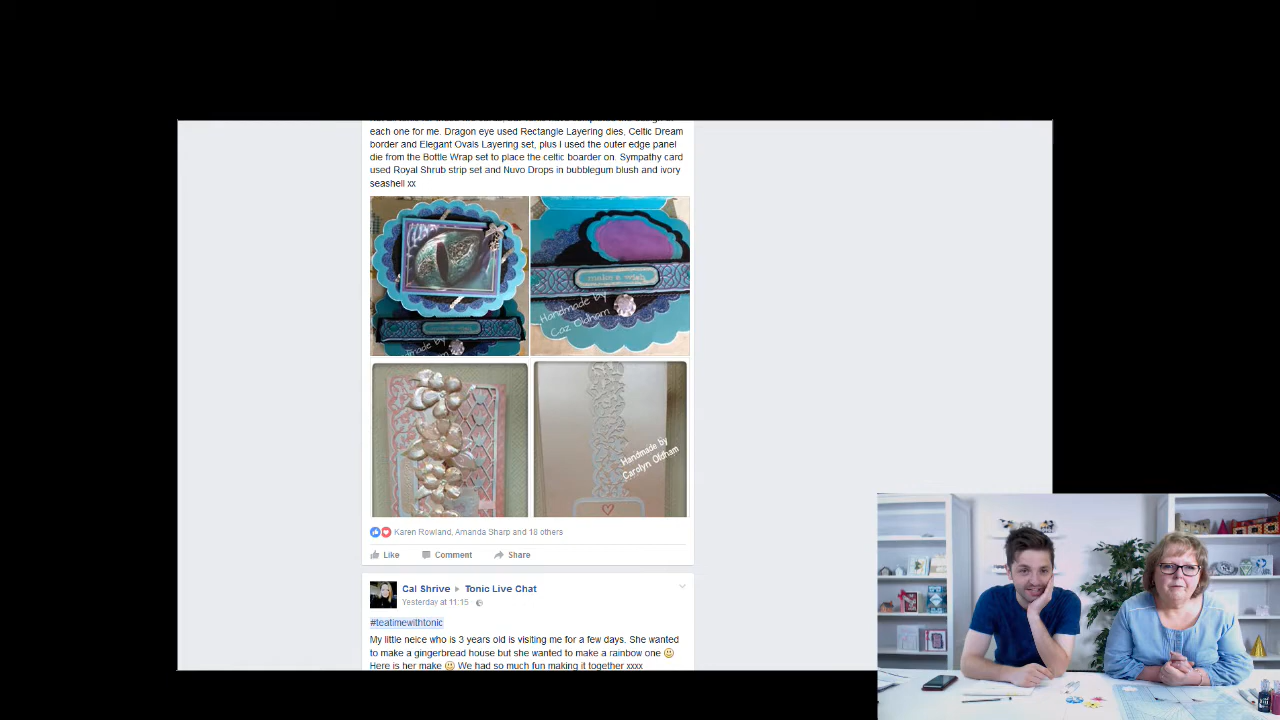 each one for me. Dragon eye used Rectangle Layering dies, Celtic Dream
border and Elegant Ovals Layering set, plus I used the outer edge panel
die from the Bottle Wrap set to place the celtic boarder on. Sympathy card
used Royal Shrub strip set and Nuvo Drops in bubblegum blush and ivory
seashell xx
make a wish
Handmade by
Caz Oldham
Handmade by
Handmade by
Carolyn Oldham
Karen Rowland, Amanda Sharp and 18 others
Like Comment Share
Cal Shrive Tonic Live Chat
Yesterday at 11:15
#teatimewithtonic
My little neice who is 3 years old is visiting me for a few days. She wanted
to make a gingerbread house but she wanted to make a rainbow one
Here is her make We had so much fun making it together xxxx